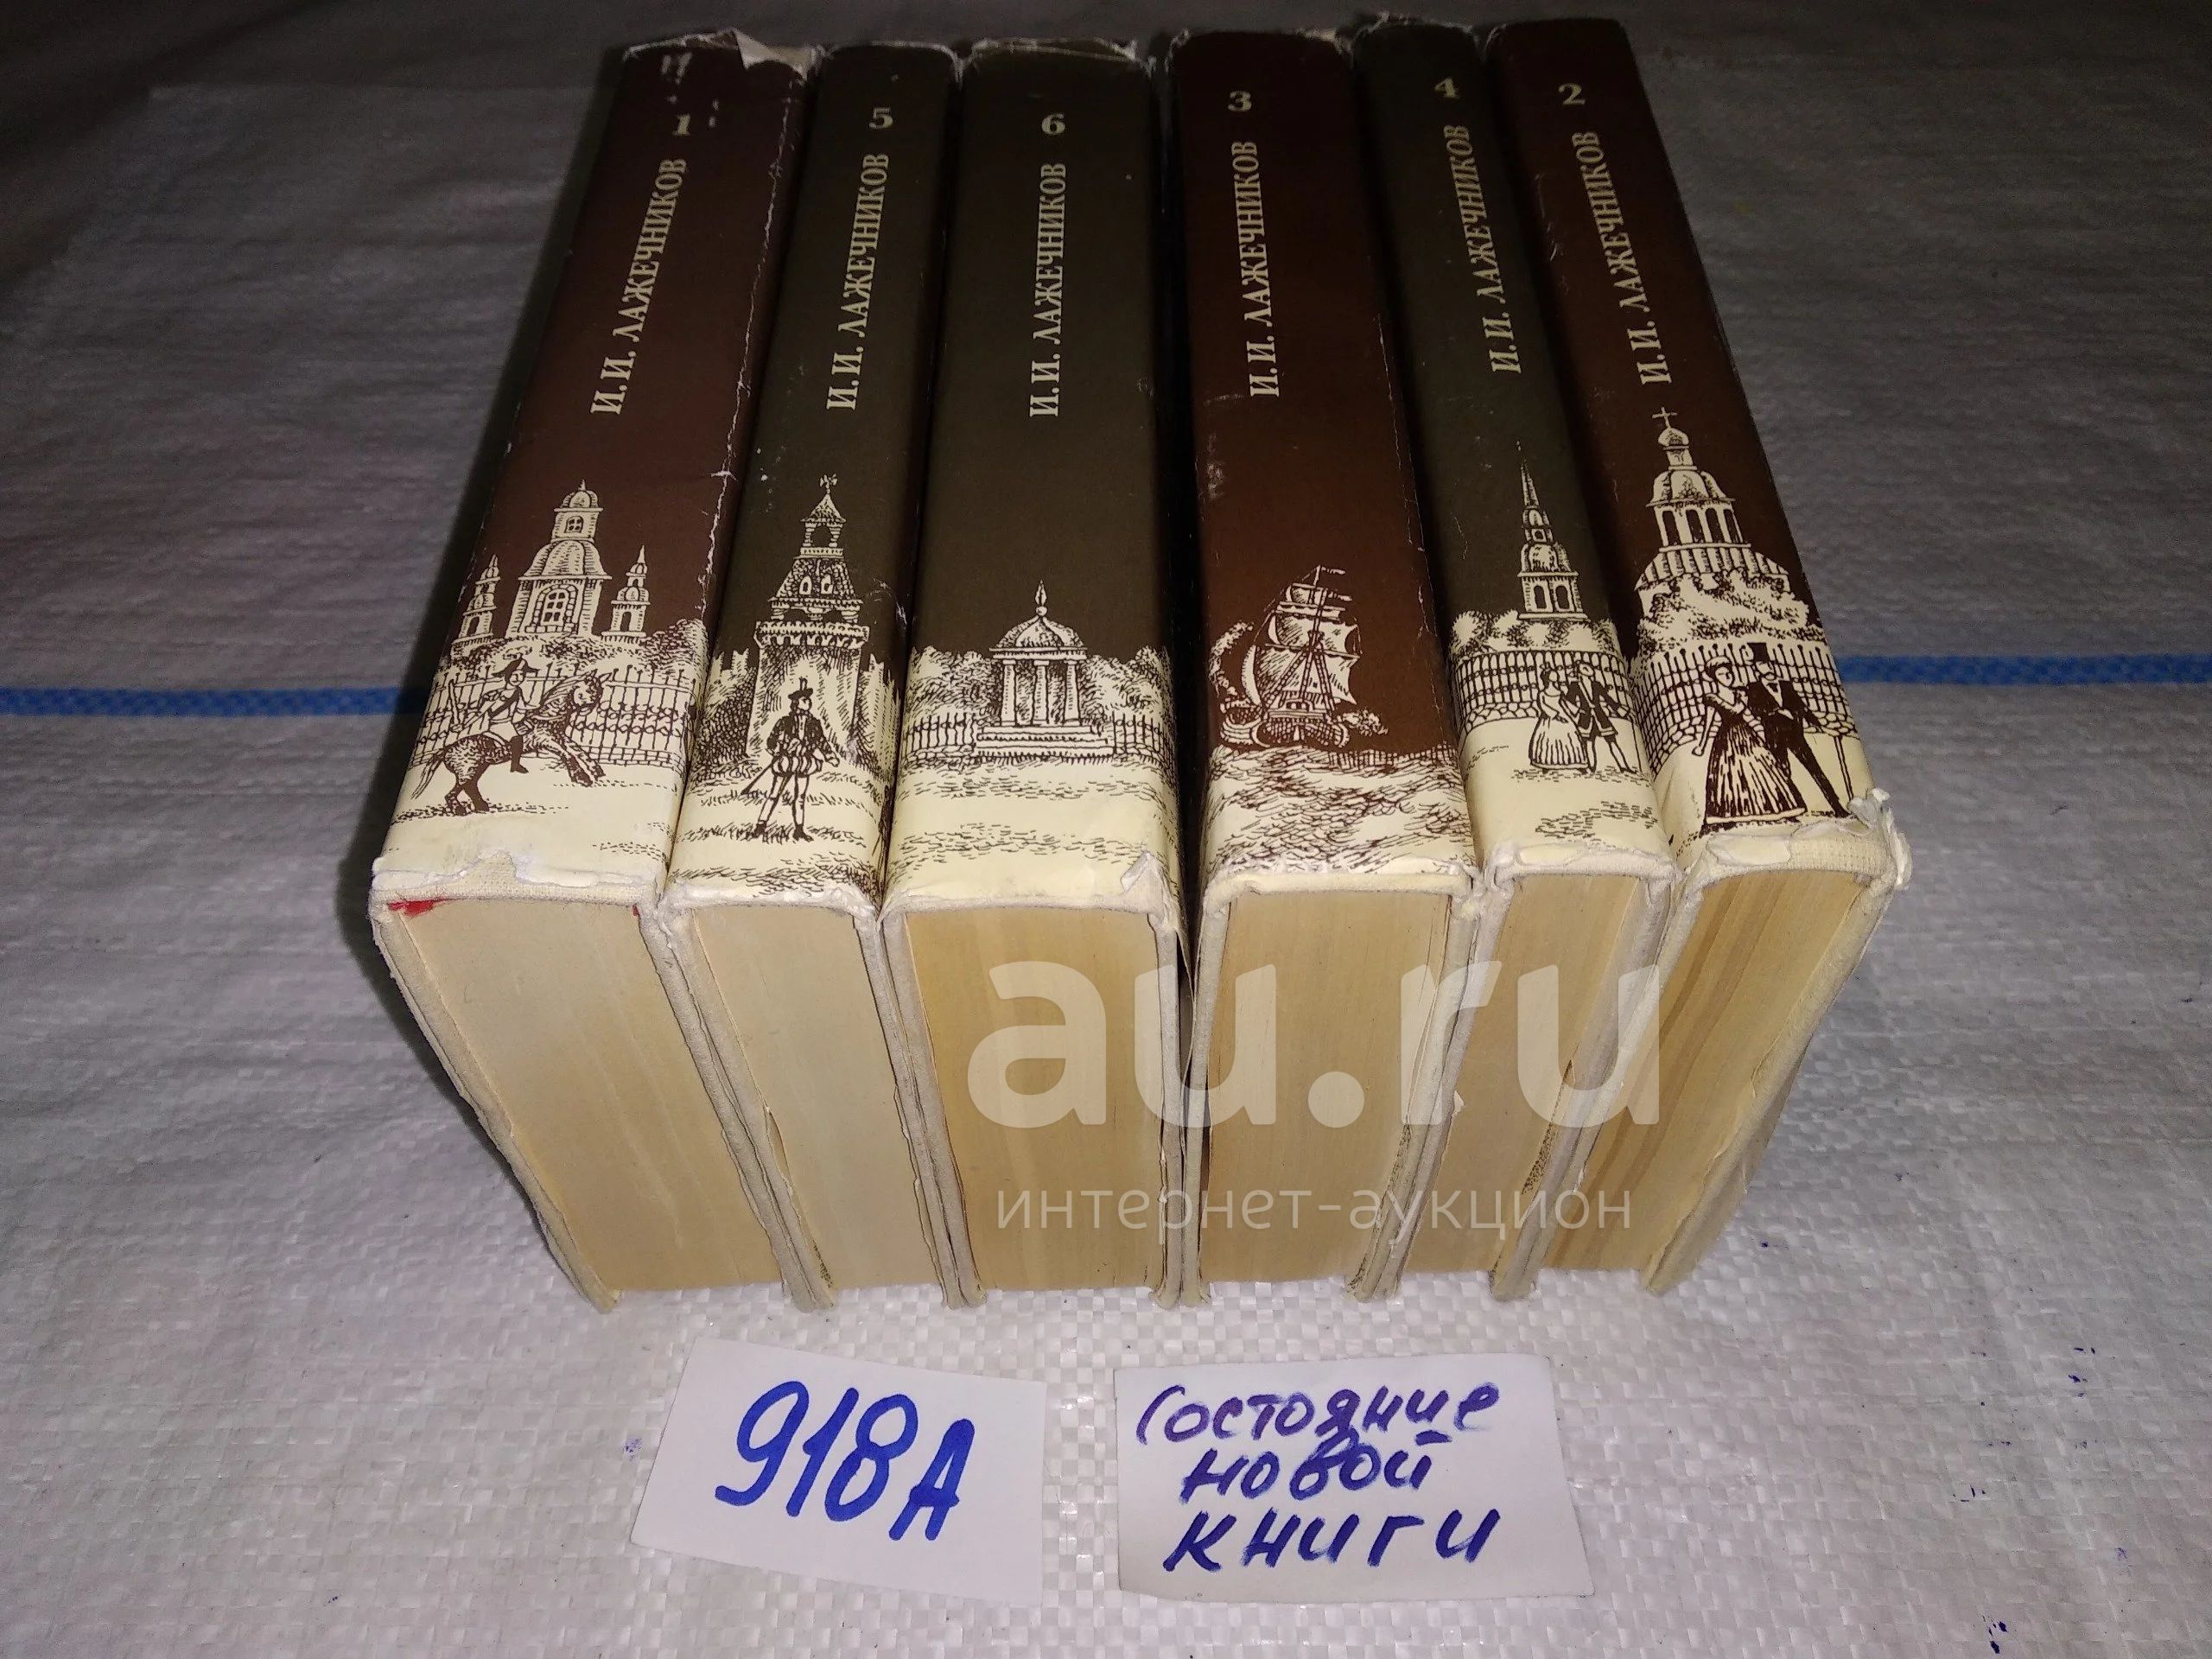 1
И. И. ЛАЖЕЧНИКОВ
5
И. И. ЛАЖЕЧНИКОВ
6
И. И. ЛАЖЕЧНИКОВ
3
И. И. ЛАЖЕЧНИКОВ
4
И. И. ЛАЖЕЧНИКОВ
2
И. И. ЛАЖЕЧНИКОВ
au.ru
интернет-аукцион
918А
Состояние
новой
книги